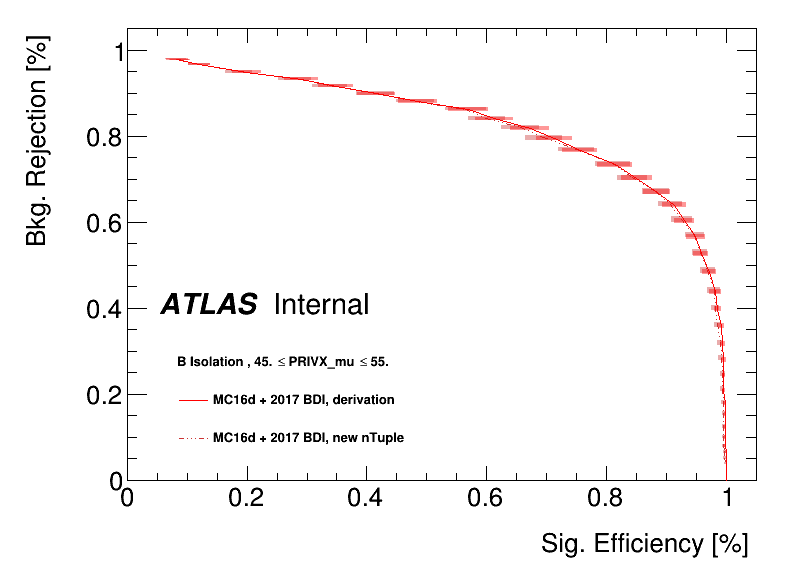 Bkg. Rejection [%]
1
0.8
0.6
0.4
0.2
0
ATLAS Internal
B Isolation , 45. ≤ PRIVX_mu ≤ 55.
MC16d + 2017 BDI, derivation
MC16d + 2017 BDI, new nTuple
0 0.2 0.4 0.6 0.8 1
Sig. Efficiency [%]